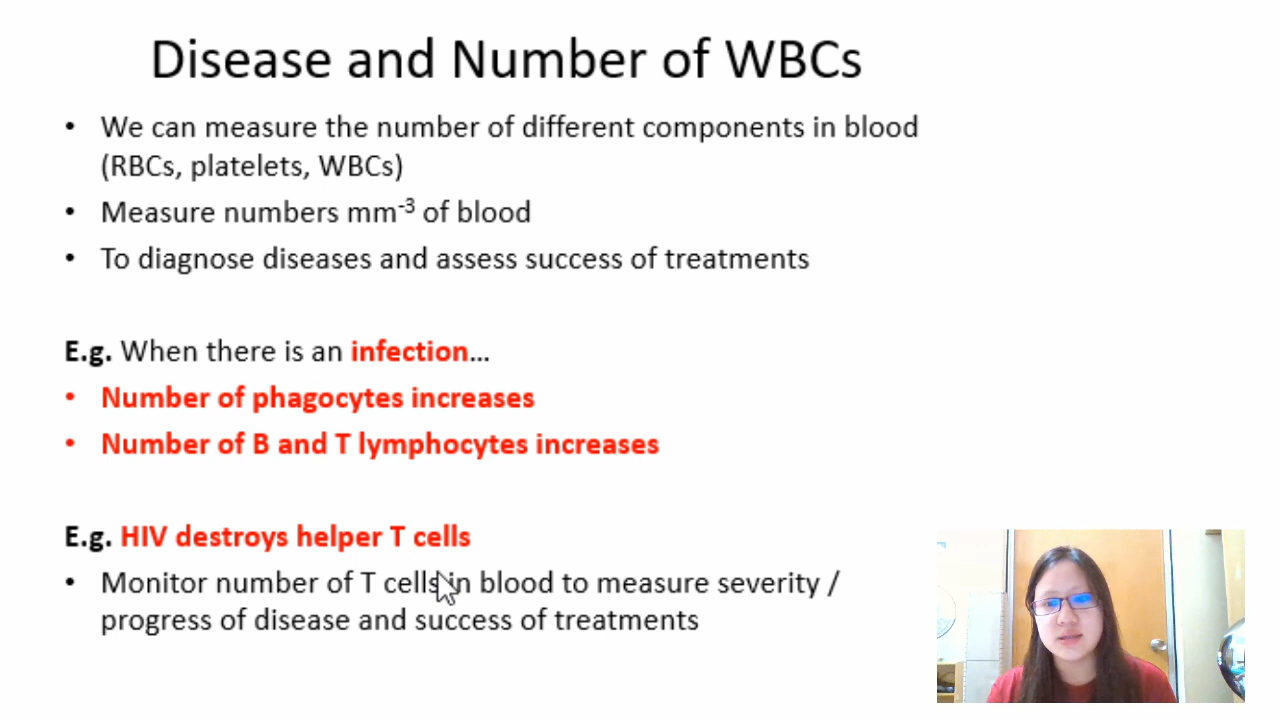 Disease and Number of WBCs
• We can measure the number of different components in blood
(RBCs, platelets, WBCs)
• Measure numbers mm⁻³ of blood
• To diagnose diseases and assess success of treatments
E.g. When there is an infection...
• Number of phagocytes increases
• Number of B and T lymphocytes increases
E.g. HIV destroys helper T cells
• Monitor number of T cells in blood to measure severity /
progress of disease and success of treatments